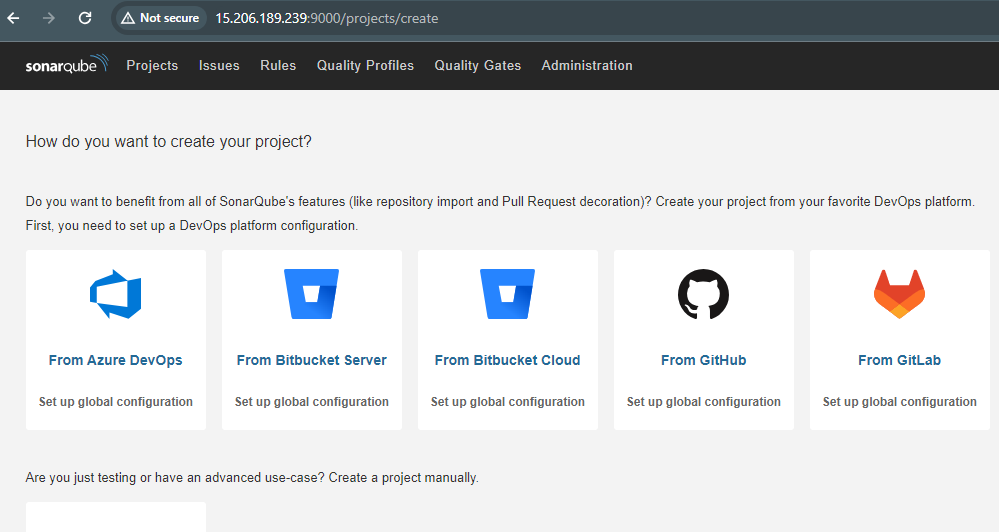 Not secure 15.206.189.239:9000/projects/create
sonarqube Projects Issues Rules Quality Profiles Quality Gates Administration
How do you want to create your project?
Do you want to benefit from all of SonarQube's features (like repository import and Pull Request decoration)? Create your project from your favorite DevOps platform.
First, you need to set up a DevOps platform configuration.
From Azure DevOps From Bitbucket Server From Bitbucket Cloud From GitHub From GitLab
Set up global configuration Set up global configuration Set up global configuration Set up global configuration Set up global configuration
Are you just testing or have an advanced use-case? Create a project manually.